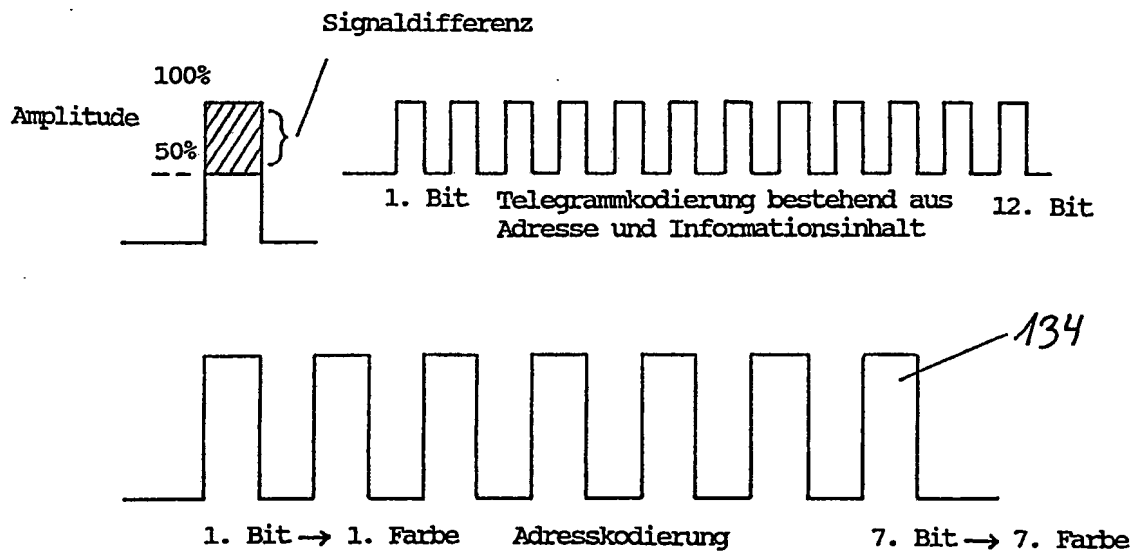 Signaldifferenz
100%
Amplitude
50%
1. Bit
Telegrammkodierung bestehend aus
Adresse und Informationsinhalt
12. Bit
134
1. Bit → 1. Farbe Adresskodierung 7. Bit → 7. Farbe